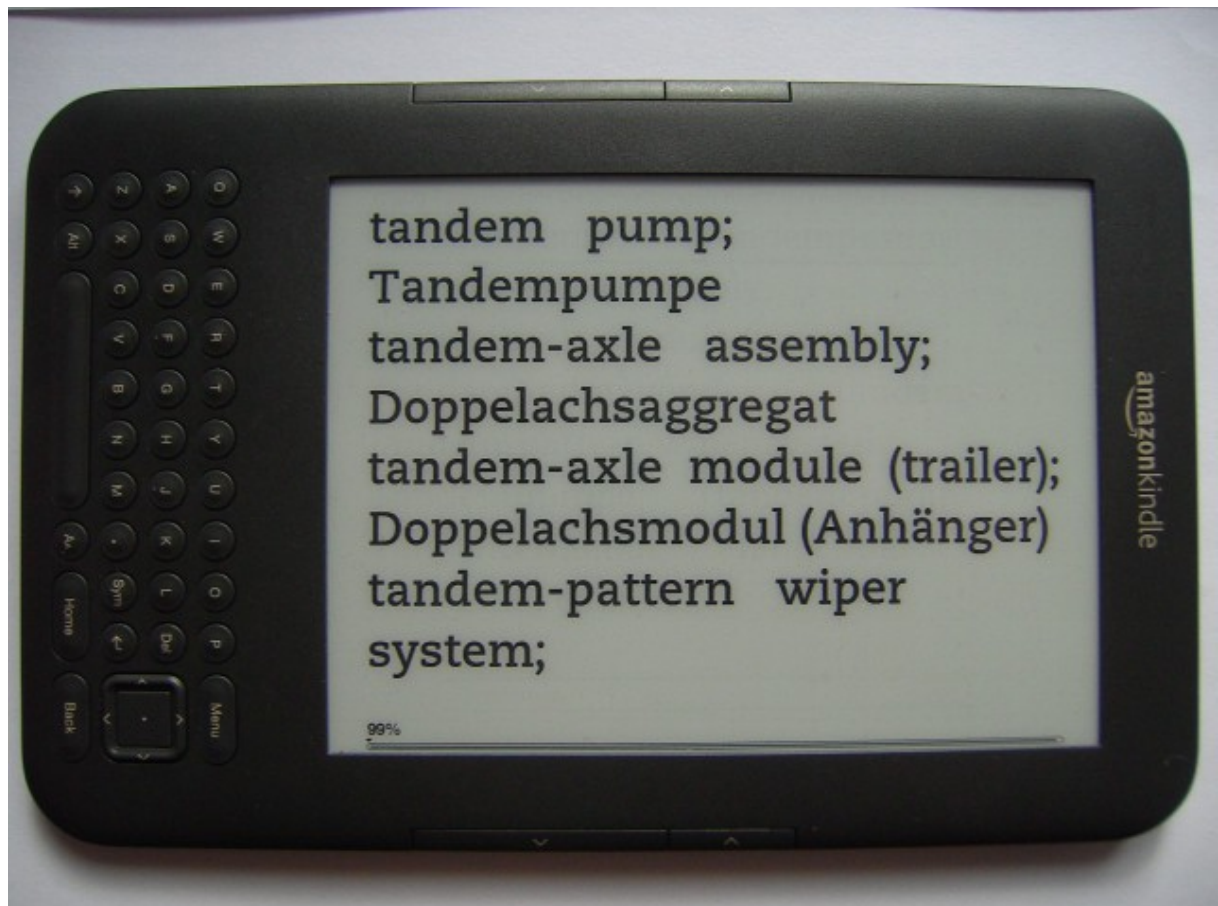 tandem pump;
Tandempumpe
tandem-axle assembly;
Doppelachsaggregat
tandem-axle module (trailer);
Doppelachsmodul (Anhänger)
tandem-pattern wiper
system;
99%
amazonkindle
Q W E R T Y U I O P Menu
A S D F G H J K L Del
Z X C V B N M . Sym
Alt Aa Home Back